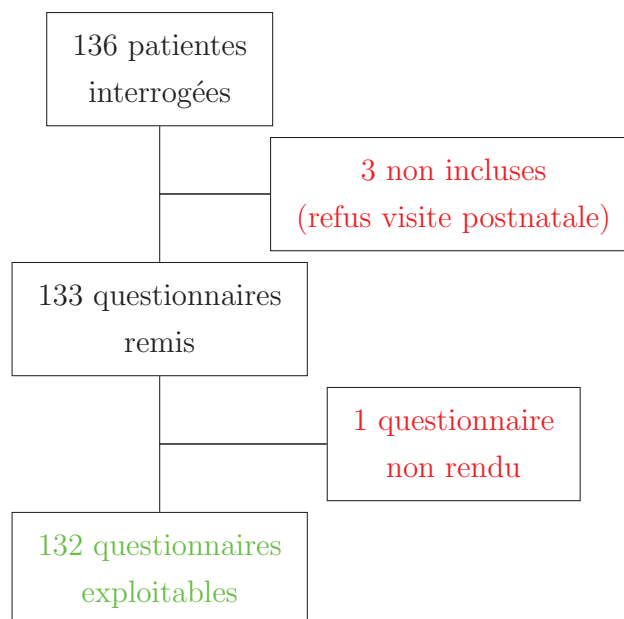 136 patientes
interrogées
3 non incluses
(refus visite postnatale)
133 questionnaires
remis
1 questionnaire
non rendu
132 questionnaires
exploitables